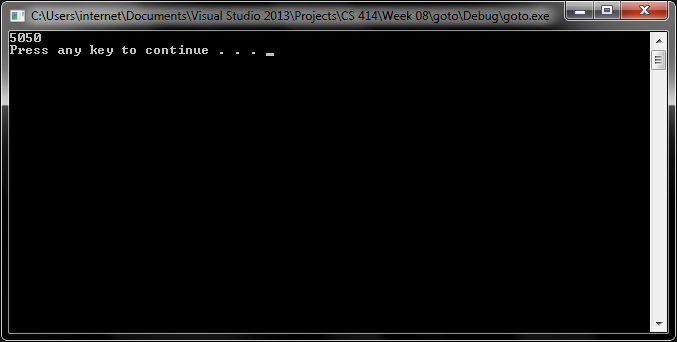 C:\Users\internet\Documents\Visual Studio 2013\Projects\CS 414\Week 08\goto\Debug\goto.exe
5050
Press any key to continue . . . _